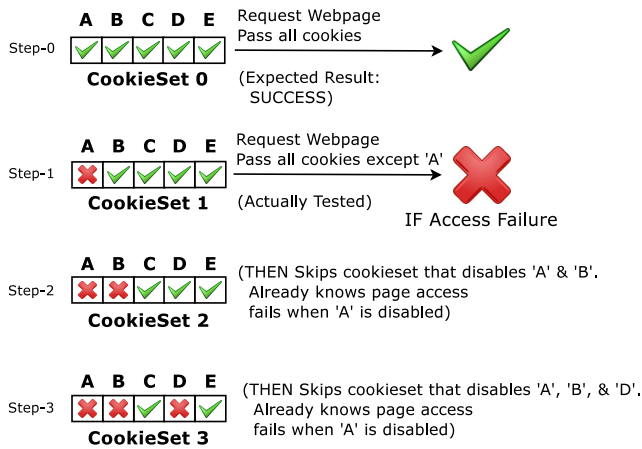 A B C D E
Step-0
CookieSet 0
Request Webpage
Pass all cookies
(Expected Result:
SUCCESS)
A B C D E
Step-1
CookieSet 1
Request Webpage
Pass all cookies except 'A'
(Actually Tested)
IF Access Failure
A B C D E
Step-2
CookieSet 2
(THEN Skips cookieset that disables 'A' & 'B'.
Already knows page access
fails when 'A' is disabled)
A B C D E
Step-3
CookieSet 3
(THEN Skips cookieset that disables 'A', 'B', & 'D'.
Already knows page access
fails when 'A' is disabled)